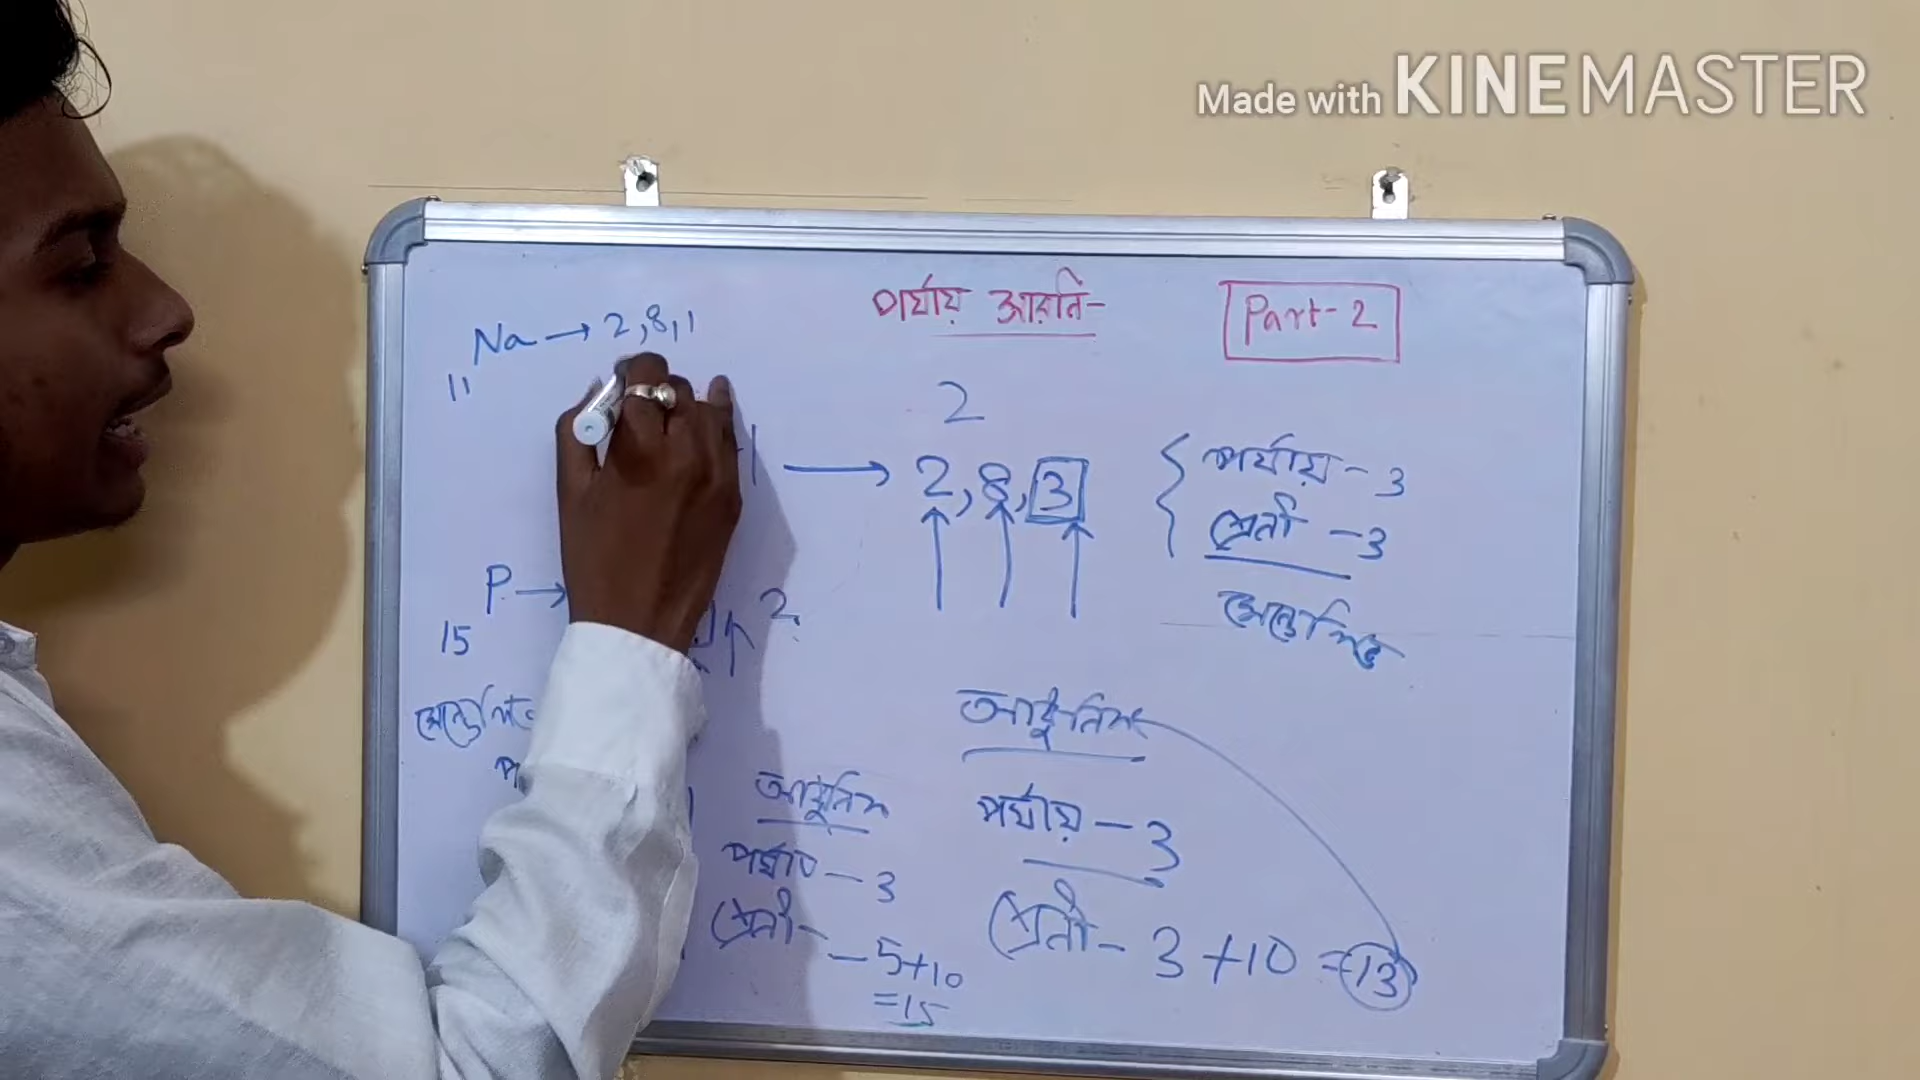 Made with KINEMASTER
পর্যায় সারনি-
Part-2
Na → 2,8,1
11
2
→ 2,8,3
পর্যায় - 3
শ্রেনী - 3
মেন্ডেলিভ
P →
15
2
মেন্ডেলিভ
আধুনিক
পর্যায় - 3
শ্রেনী - 3+10 = 13
আধুনিক
পর্যায় - 3
শ্রেনী - 5+10
=15